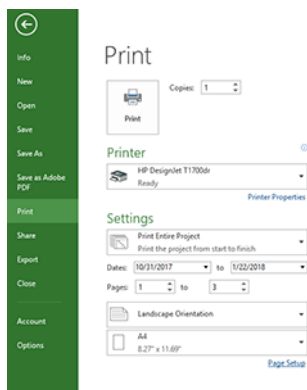 Info
New
Open
Save
Save As
Save as Adobe
PDF
Print
Share
Export
Close
Account
Options
Print
Copies: 1
Print
Printer
HP DesignJet T1700dr
Ready
Printer Properties
Settings
Print Entire Project
Print the project from start to finish
Dates: 10/31/2017 to 1/22/2018
Pages: 1 to 3
Landscape Orientation
A4
8.27" x 11.69"
Page Setup